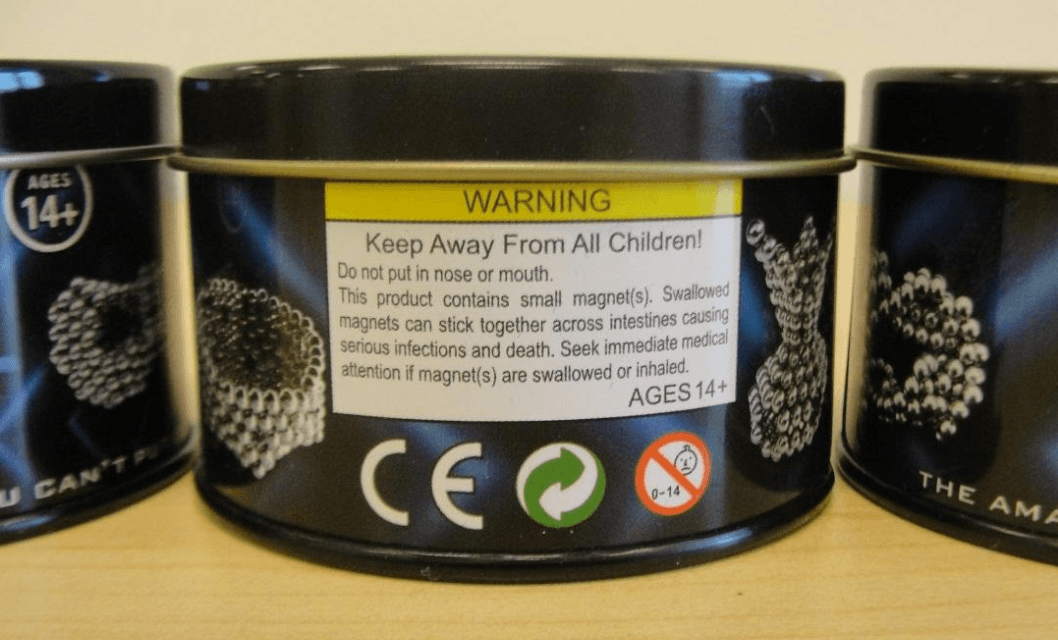 AGES
14+
U CAN'T P
WARNING
Keep Away From All Children!
Do not put in nose or mouth.
This product contains small magnet(s). Swallowed
magnets can stick together across intestines causing
serious infections and death. Seek immediate medical
attention if magnet(s) are swallowed or inhaled.
AGES 14+
CE
0-14
THE AMA